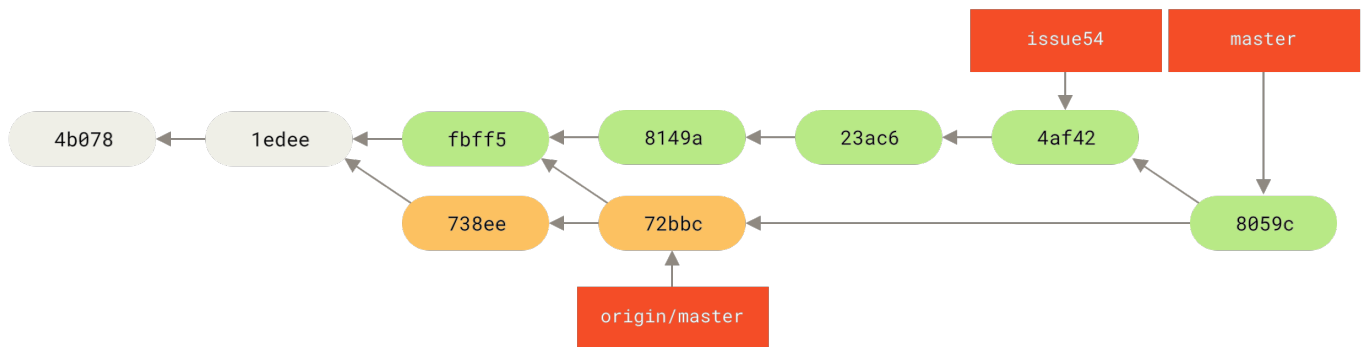 issue54
master
4b078
1edee
fbff5
8149a
23ac6
4af42
738ee
72bbc
8059c
origin/master